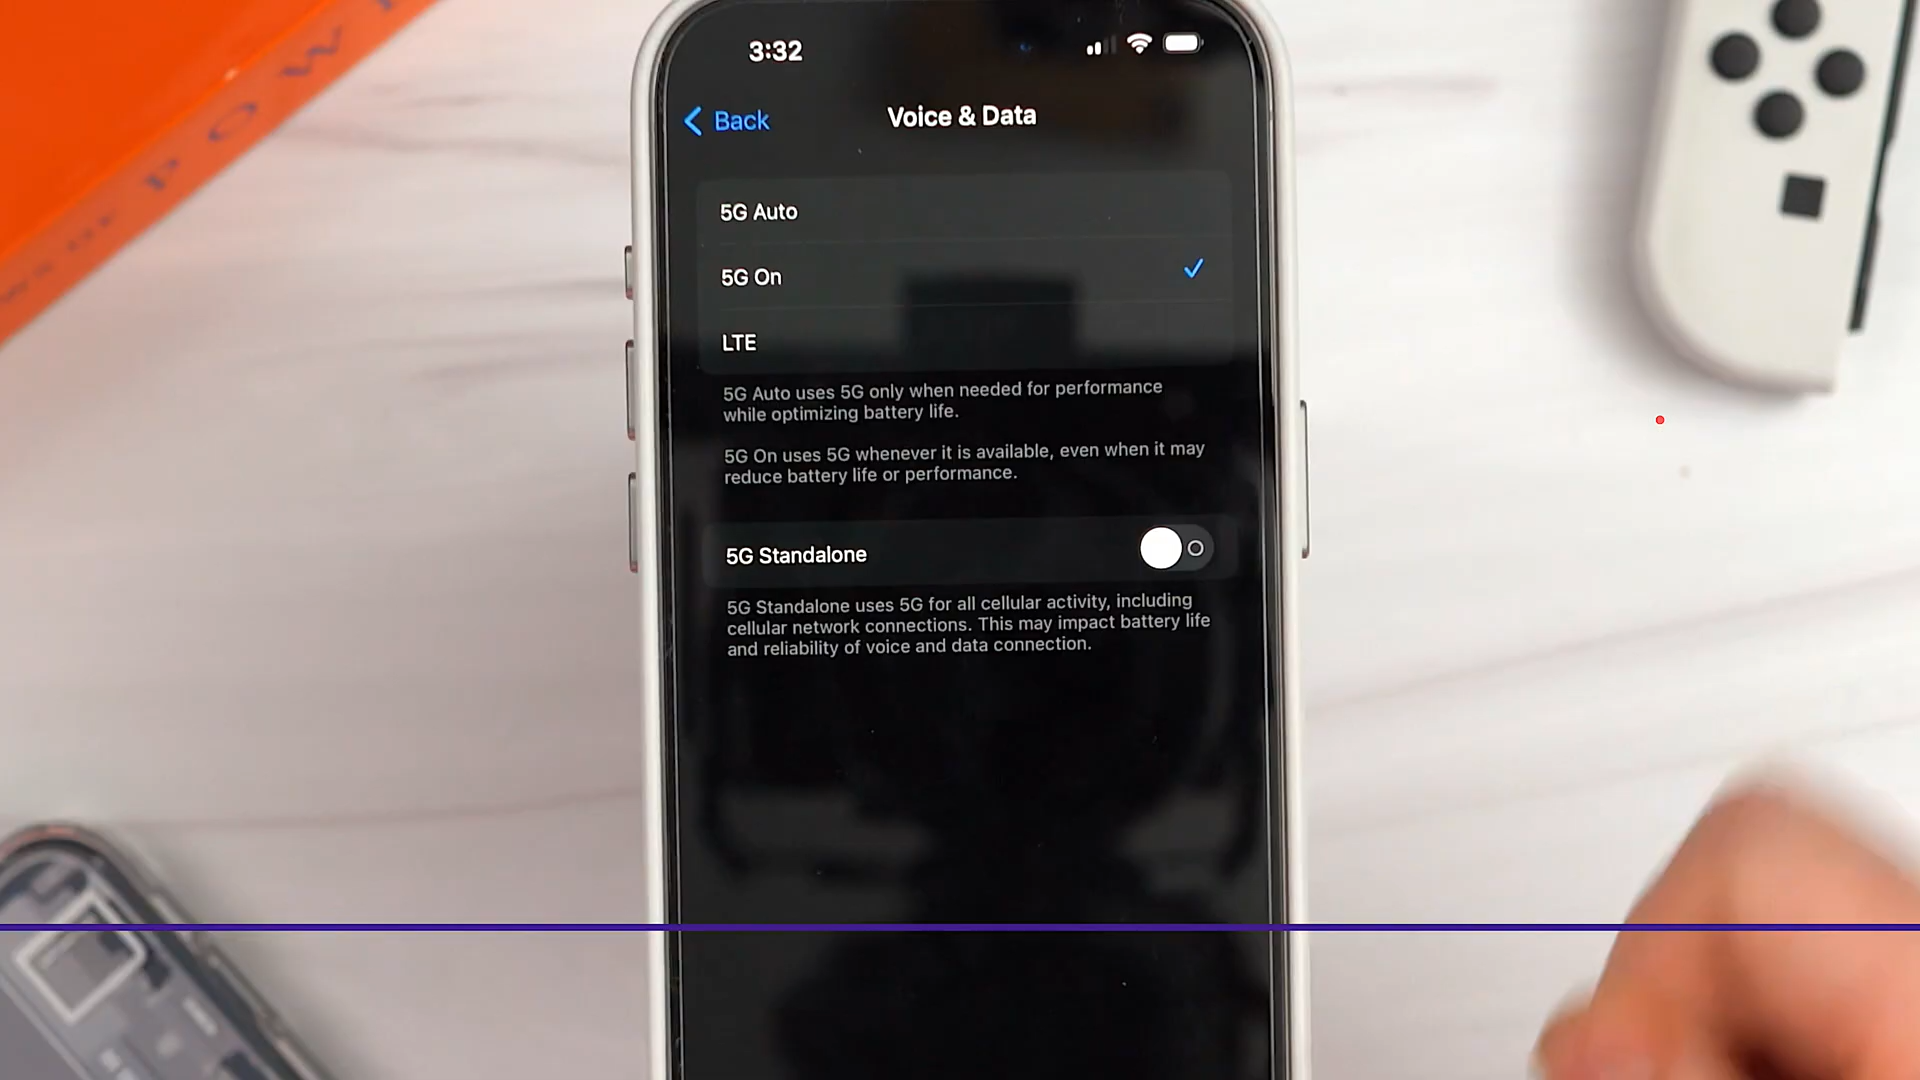 3:32
Back
Voice & Data
5G Auto
5G On
LTE
5G Auto uses 5G only when needed for performance
while optimizing battery life.
5G On uses 5G whenever it is available, even when it may
reduce battery life or performance.
5G Standalone
5G Standalone uses 5G for all cellular activity, including
cellular network connections. This may impact battery life
and reliability of voice and data connection.